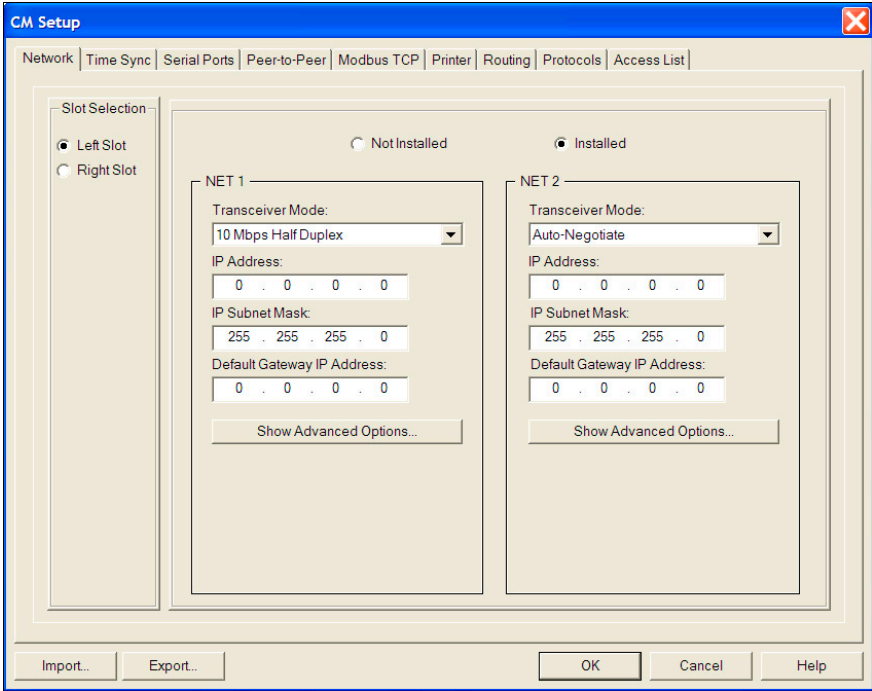 CM Setup
Network Time Sync Serial Ports Peer-to-Peer Modbus TCP Printer Routing Protocols Access List
Slot Selection
Left Slot
Right Slot
Not Installed Installed
NET 1
Transceiver Mode:
10 Mbps Half Duplex
IP Address:
0 . 0 . 0 . 0
IP Subnet Mask:
255 . 255 . 255 . 0
Default Gateway IP Address:
0 . 0 . 0 . 0
Show Advanced Options...
NET 2
Transceiver Mode:
Auto-Negotiate
IP Address:
0 . 0 . 0 . 0
IP Subnet Mask:
255 . 255 . 255 . 0
Default Gateway IP Address:
0 . 0 . 0 . 0
Show Advanced Options...
Import... Export... OK Cancel Help